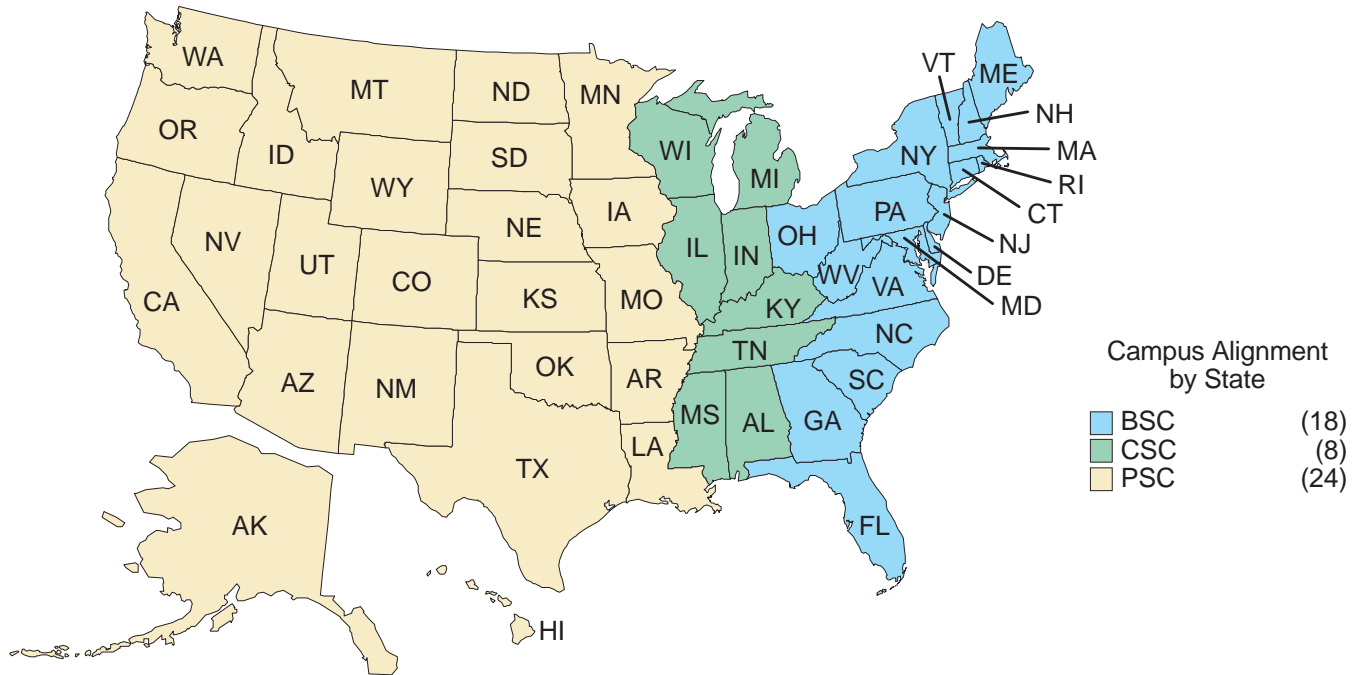 WA
MT
ND
MN
VT
ME
OR
ID
SD
WI
NY
NH
MA
WY
MI
RI
IA
PA
CT
NV
NE
OH
NJ
UT
CO
IL
IN
WV
DE
CA
KS
MO
KY
VA
MD
AZ
NM
OK
AR
TN
NC
SC
MS
AL
GA
TX
LA
FL
AK
HI
Campus Alignment
by State
BSC (18)
CSC (8)
PSC (24)